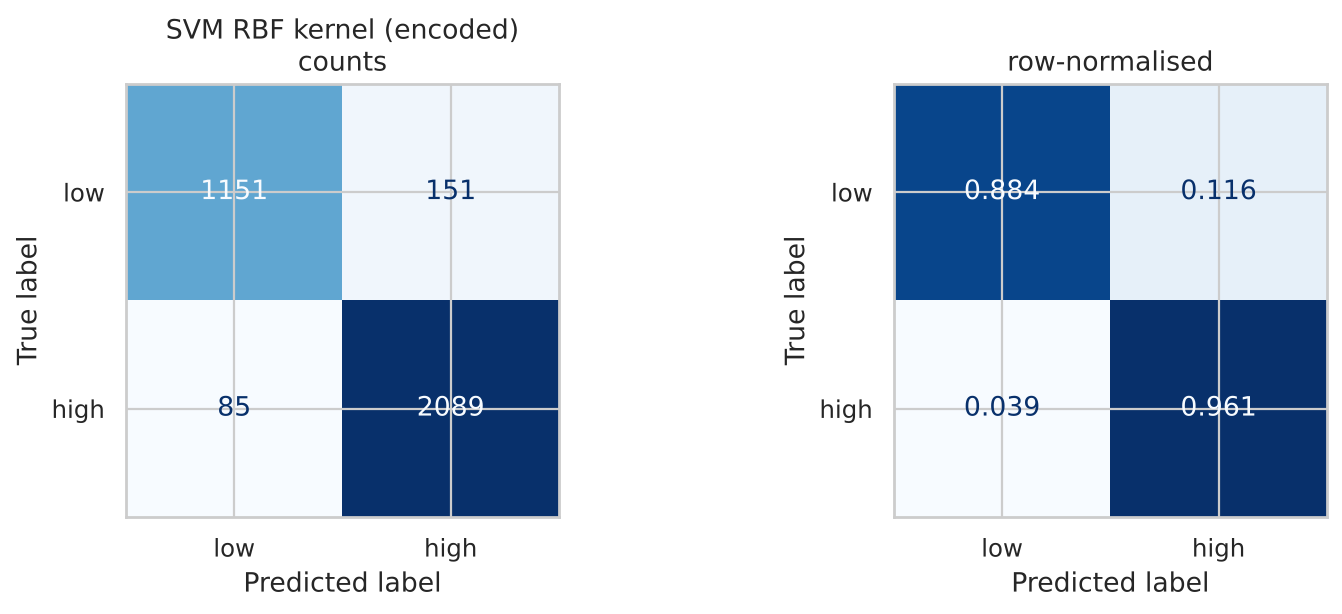 SVM RBF kernel (encoded)
counts
low
1151
151
high
85
2089
low
high
True label
Predicted label
row-normalised
low
0.884
0.116
high
0.039
0.961
low
high
True label
Predicted label